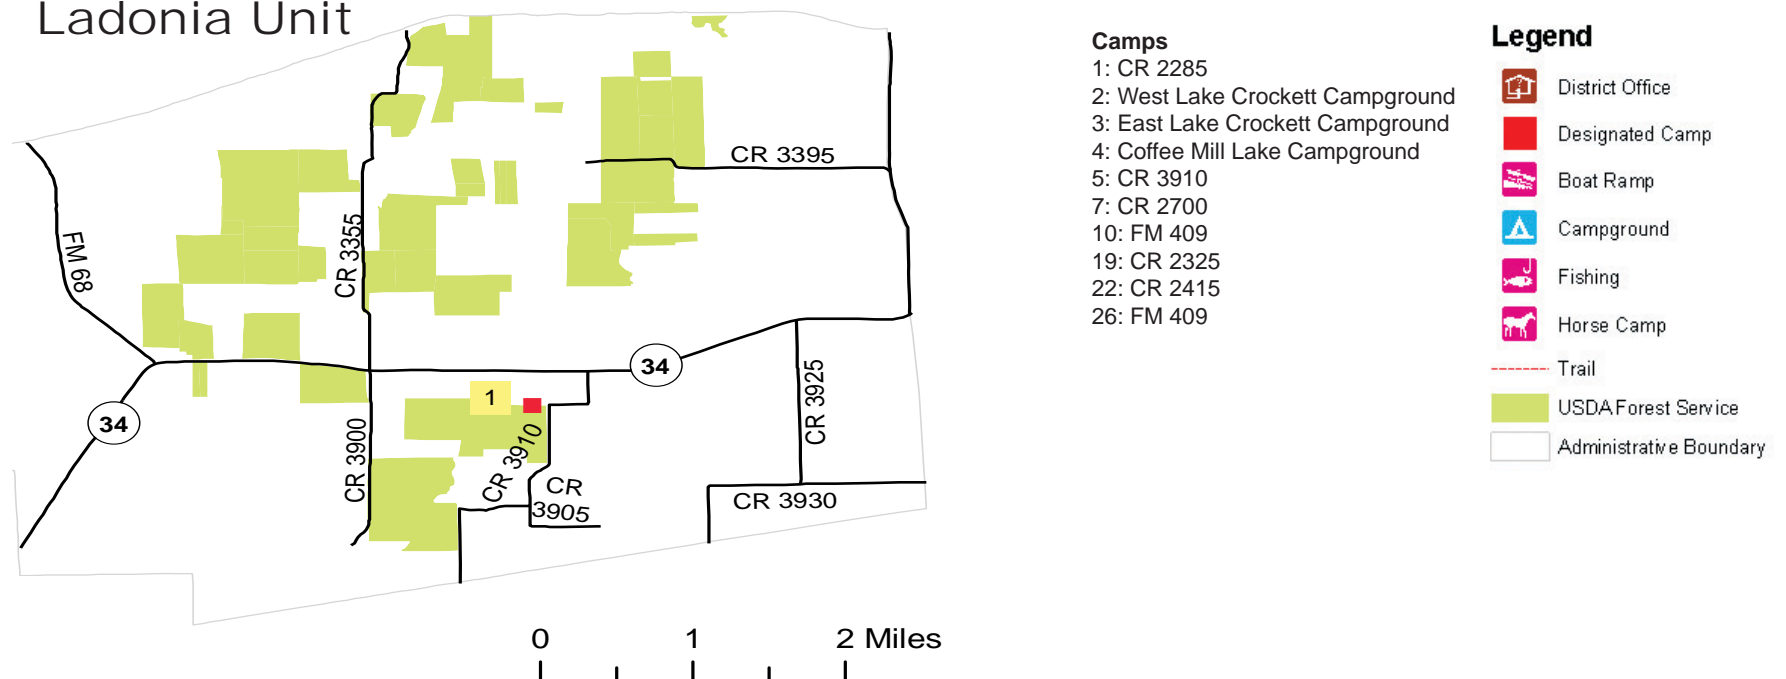 Ladonia Unit
FM 68
CR 3355
CR 3395
34
34
1
CR 3900
CR 3910
CR
3905
CR 3925
CR 3930
0 1 2 Miles
Camps
1: CR 2285
2: West Lake Crockett Campground
3: East Lake Crockett Campground
4: Coffee Mill Lake Campground
5: CR 3910
7: CR 2700
10: FM 409
19: CR 2325
22: CR 2415
26: FM 409
Legend
District Office
Designated Camp
Boat Ramp
Campground
Fishing
Horse Camp
Trail
USDA Forest Service
Administrative Boundary